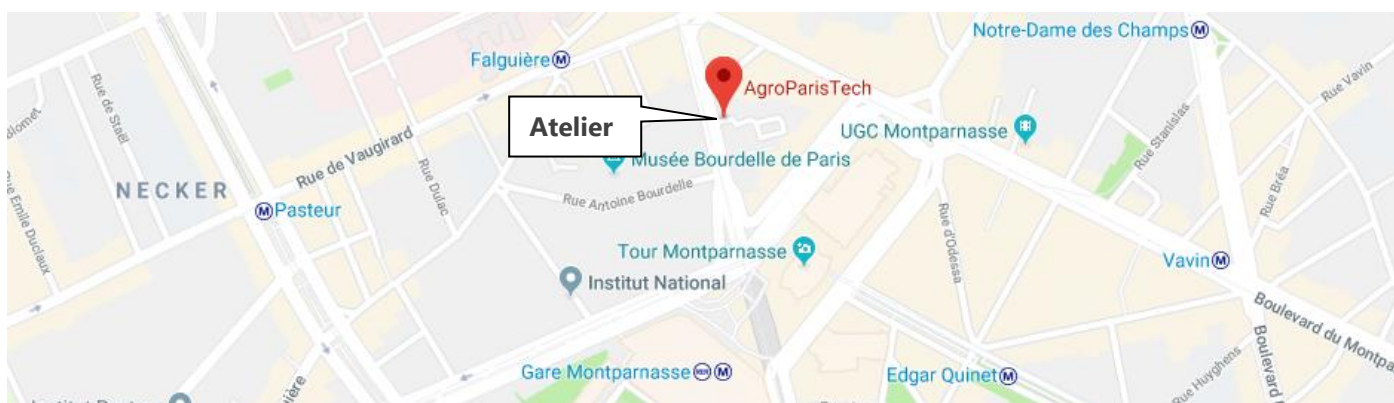 Notre-Dame des Champs M
Falguière M
Rue Vavin
Rue de Staël
AgroParisTech
Blomet
Atelier
UGC Montparnasse
Rue Stanislas
Rue de Vaugirard
Musée Bourdelle de Paris
Rue Dulac
NECKER
Rue Antoine Bourdelle
Rue Bréa
M Pasteur
Rue Emile Duclaux
Rue d'Odessa
Tour Montparnasse
Vavin M
Institut National
Boulevard du Montpa
Boulevard
Gare Montparnasse M
Edgar Quinet M
Rue Huyghens